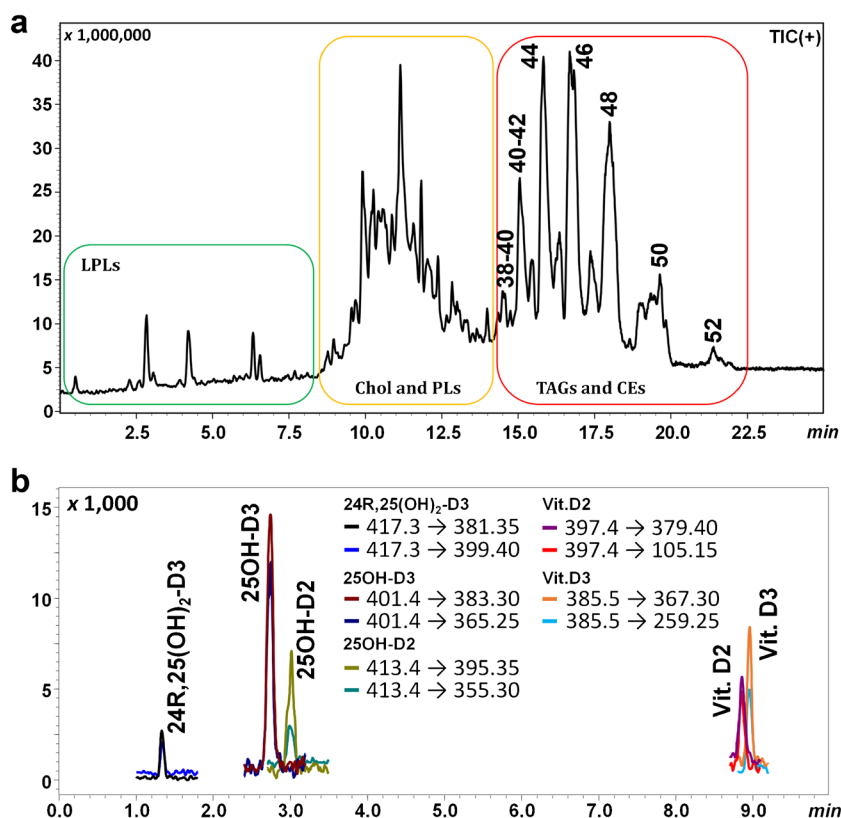 a
x 1,000,000
TIC(+)
40
35
30
25
20
15
10
5
0
LPLs
Chol and PLs
TAGs and CEs
38-40
40-42
44
46
48
50
52
2.5 5.0 7.5 10.0 12.5 15.0 17.5 20.0 22.5 min
b
x 1,000
15
10
5
0
24R,25(OH)₂-D3
25OH-D3
25OH-D2
Vit. D2
Vit. D3
24R,25(OH)₂-D3
417.3 → 381.35
417.3 → 399.40
25OH-D3
401.4 → 383.30
401.4 → 365.25
25OH-D2
413.4 → 395.35
413.4 → 355.30
Vit.D2
397.4 → 379.40
397.4 → 105.15
Vit.D3
385.5 → 367.30
385.5 → 259.25
0.0 1.0 2.0 3.0 4.0 5.0 6.0 7.0 8.0 9.0 min